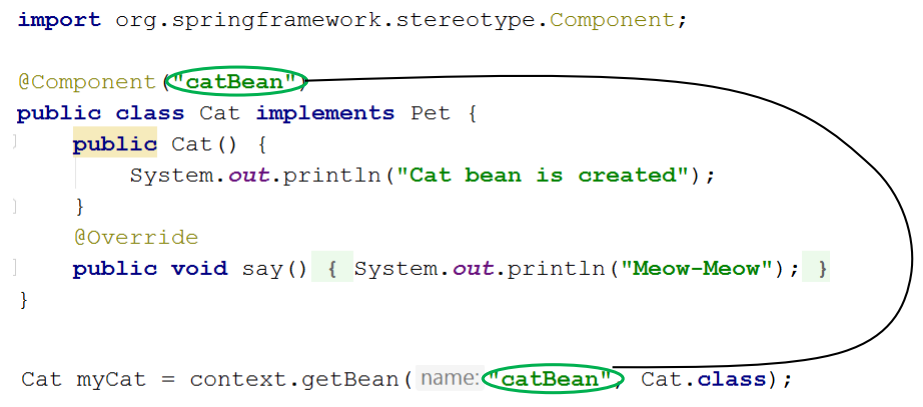 import org.springframework.stereotype.Component;
@Component("catBean")
public class Cat implements Pet {
public Cat() {
System.out.println("Cat bean is created");
}
@Override
public void say() { System.out.println("Meow-Meow"); }
}
Cat myCat = context.getBean( name: "catBean", Cat.class);